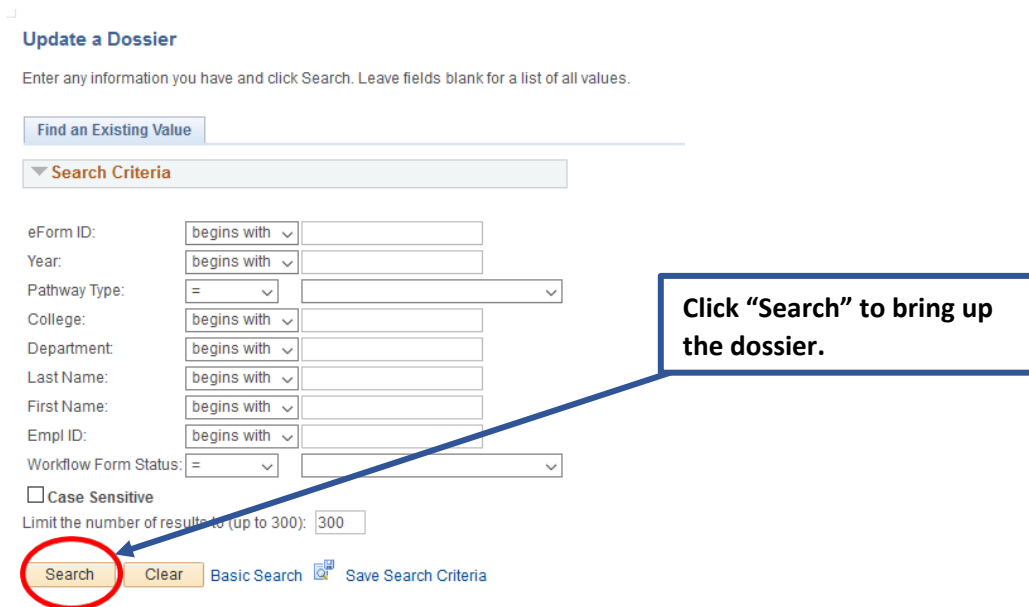 Update a Dossier
Enter any information you have and click Search. Leave fields blank for a list of all values.
Find an Existing Value
Search Criteria
eForm ID: begins with
Year: begins with
Pathway Type: =
College: begins with
Department: begins with
Last Name: begins with
First Name: begins with
Empl ID: begins with
Workflow Form Status: =
Case Sensitive
Limit the number of results to (up to 300): 300
Search Clear Basic Search Save Search Criteria
Click “Search” to bring up
the dossier.